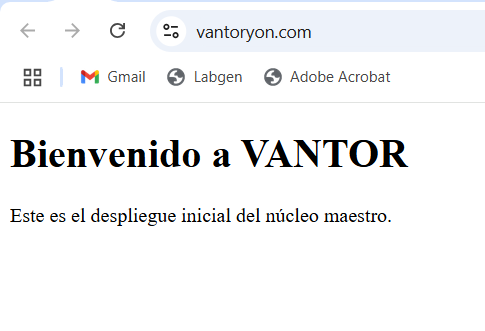 vantoryon.com
Gmail Labgen Adobe Acrobat
Bienvenido a VANTOR
Este es el despliegue inicial del núcleo maestro.